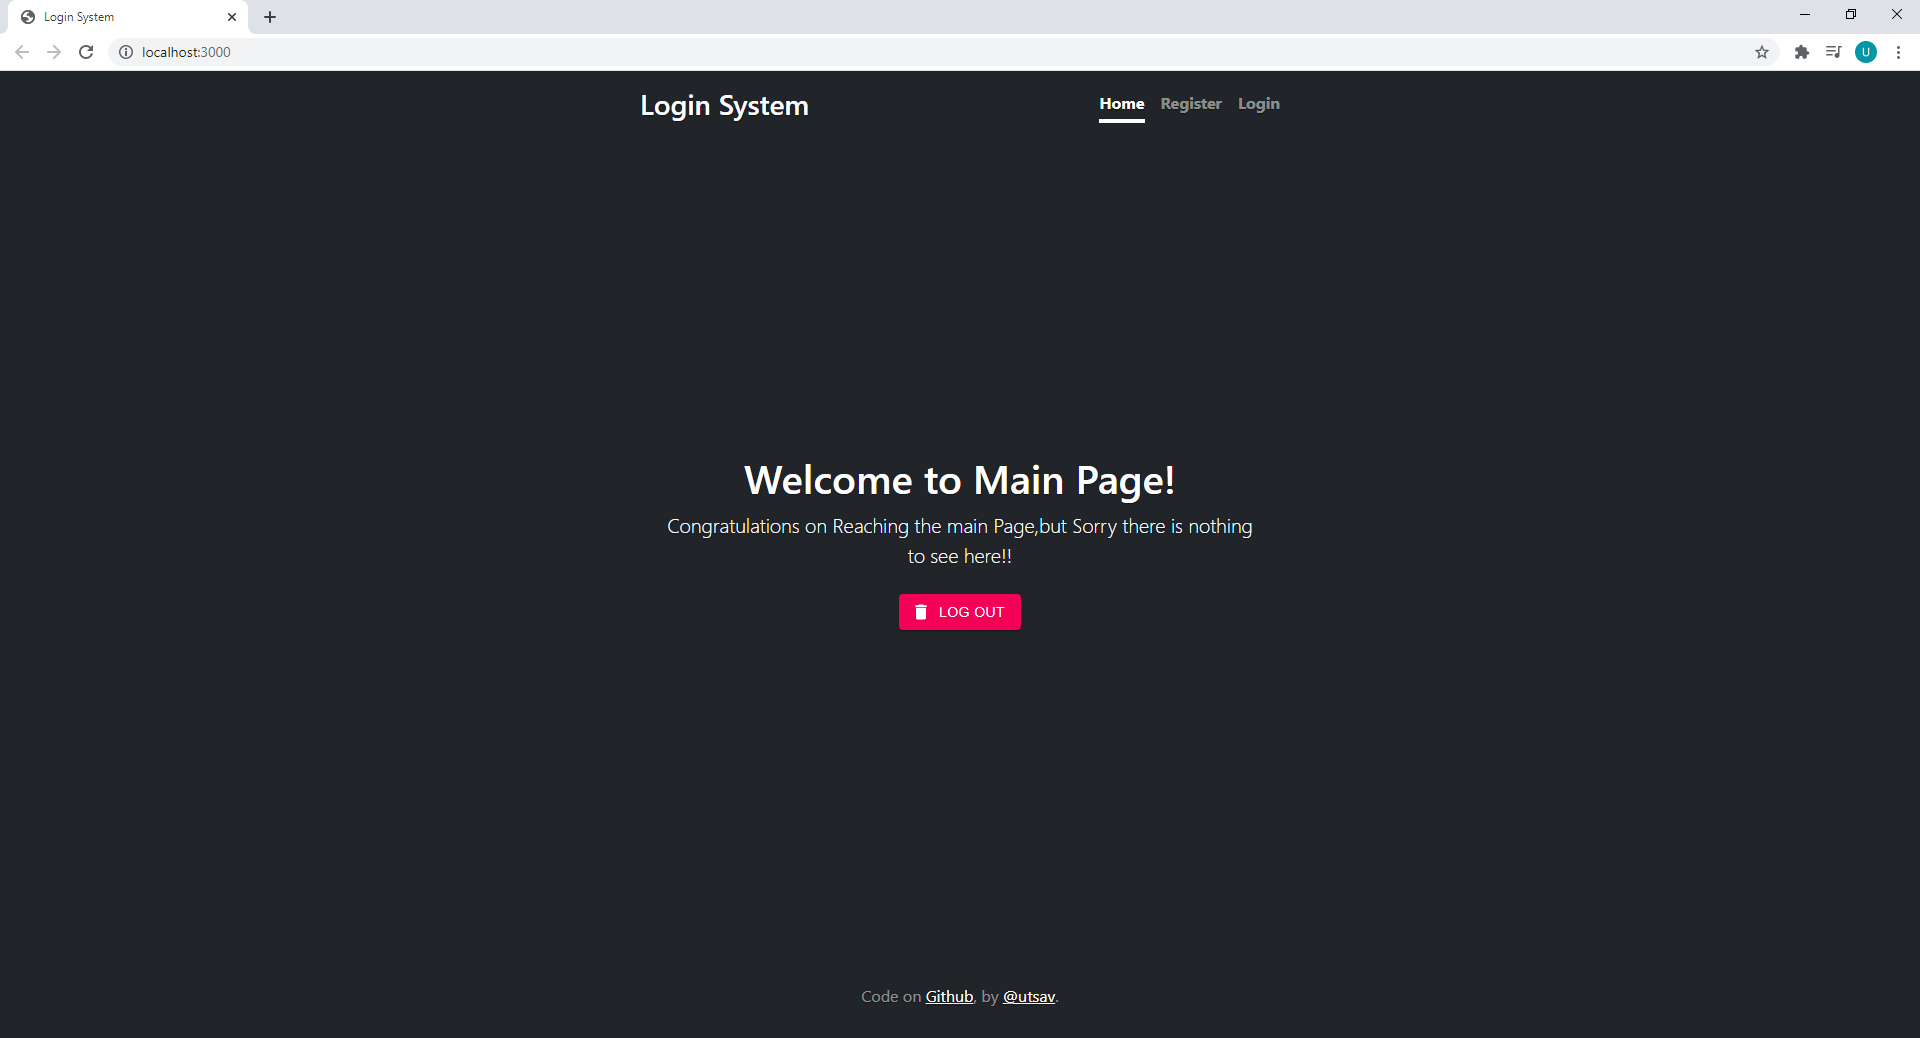 Login System
localhost:3000
U
Login System
Home Register Login
Welcome to Main Page!
Congratulations on Reaching the main Page,but Sorry there is nothing
to see here!!
LOG OUT
Code on Github, by @utsav.